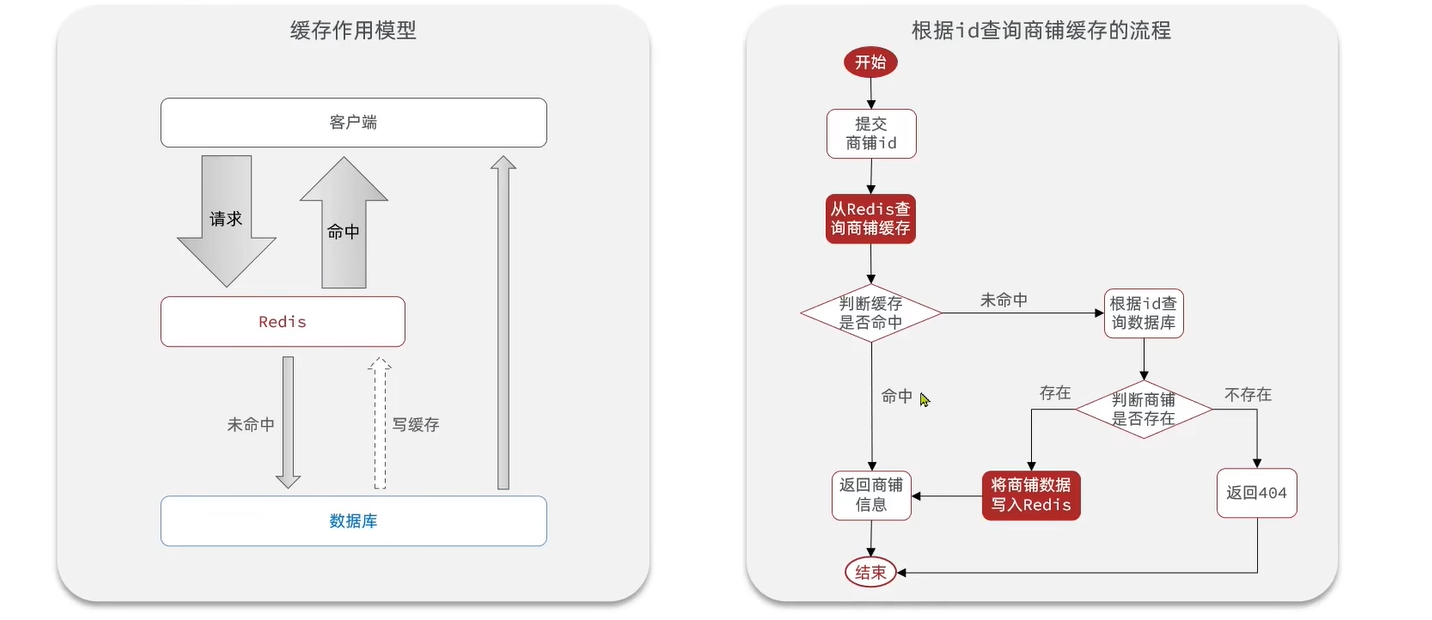 缓存作用模型
客户端
请求
命中
Redis
未命中
写缓存
数据库
根据id查询商铺缓存的流程
开始
提交
商铺id
从Redis查
询商铺缓存
判断缓存
是否命中
未命中
根据id查
询数据库
命中
存在
判断商铺
是否存在
不存在
返回商铺
信息
将商铺数据
写入Redis
返回404
结束